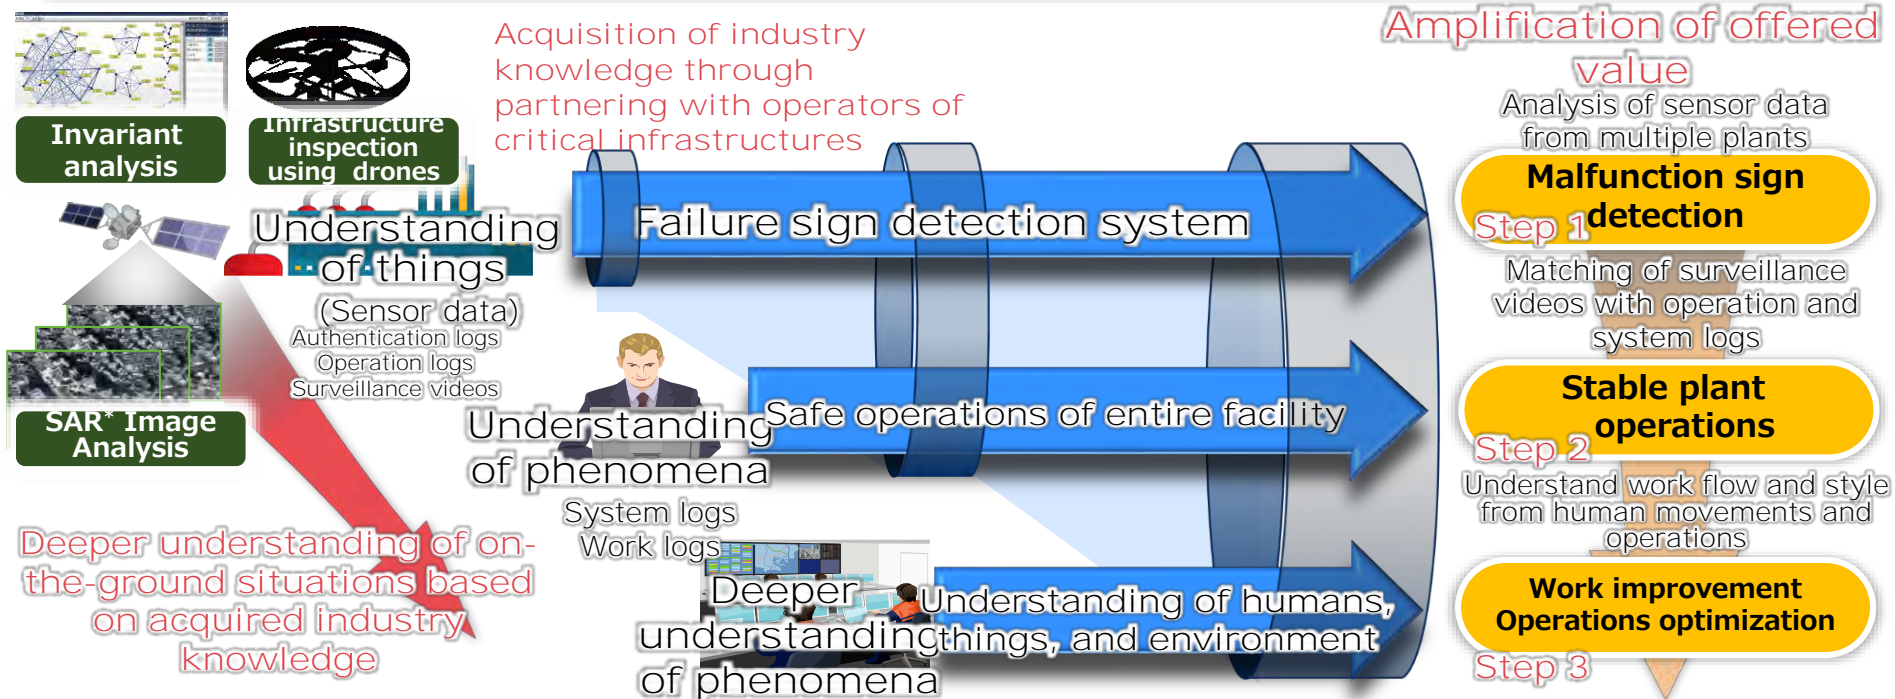 Acquisition of industry
knowledge through
partnering with operators of
critical infrastructures
Amplification of offered
value
Invariant
analysis
Infrastructure
inspection
using drones
SAR* Image
Analysis
Understanding
of things
(Sensor data)
Authentication logs
Operation logs
Surveillance videos
Failure sign detection system
Analysis of sensor data
from multiple plants
Malfunction sign
detection
Step 1
Matching of surveillance
videos with operation and
system logs
Understanding
of phenomena
System logs
Work logs
Safe operations of entire facility
Stable plant
operations
Step 2
Understand work flow and style
from human movements and
operations
Deeper understanding of on-
the-ground situations based
on acquired industry
knowledge
Deeper
understanding
of phenomena
Understanding of humans,
things, and environment
Work improvement
Operations optimization
Step 3